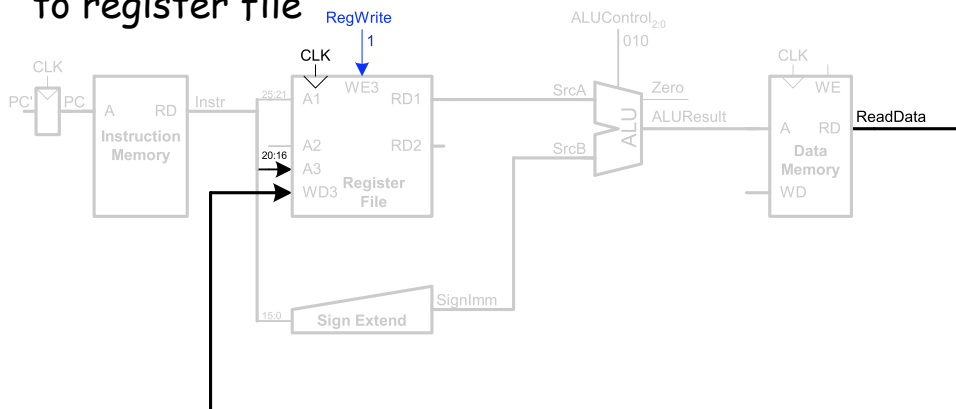 to register file
RegWrite
ALUControl2:0
1
010
CLK
CLK
CLK
PC'
PC
A
RD
Instr
Instruction
Memory
25:21
A1
WE3
RD1
A2
RD2
20:16
A3
WD3
Register
File
SrcA
SrcB
ALU
Zero
ALUResult
WE
A
RD
ReadData
Data
Memory
WD
15:0
Sign Extend
SignImm